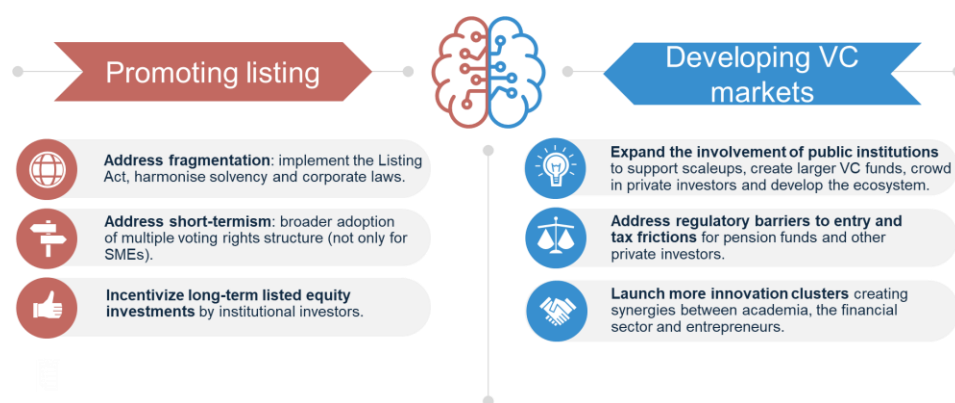 Promoting listing
Address fragmentation: implement the Listing
Act, harmonise solvency and corporate laws.
Address short-termism: broader adoption
of multiple voting rights structure (not only for
SMEs).
Incentivize long-term listed equity
investments by institutional investors.
Developing VC
markets
Expand the involvement of public institutions
to support scaleups, create larger VC funds, crowd
in private investors and develop the ecosystem.
Address regulatory barriers to entry and
tax frictions for pension funds and other
private investors.
Launch more innovation clusters creating
synergies between academia, the financial
sector and entrepreneurs.